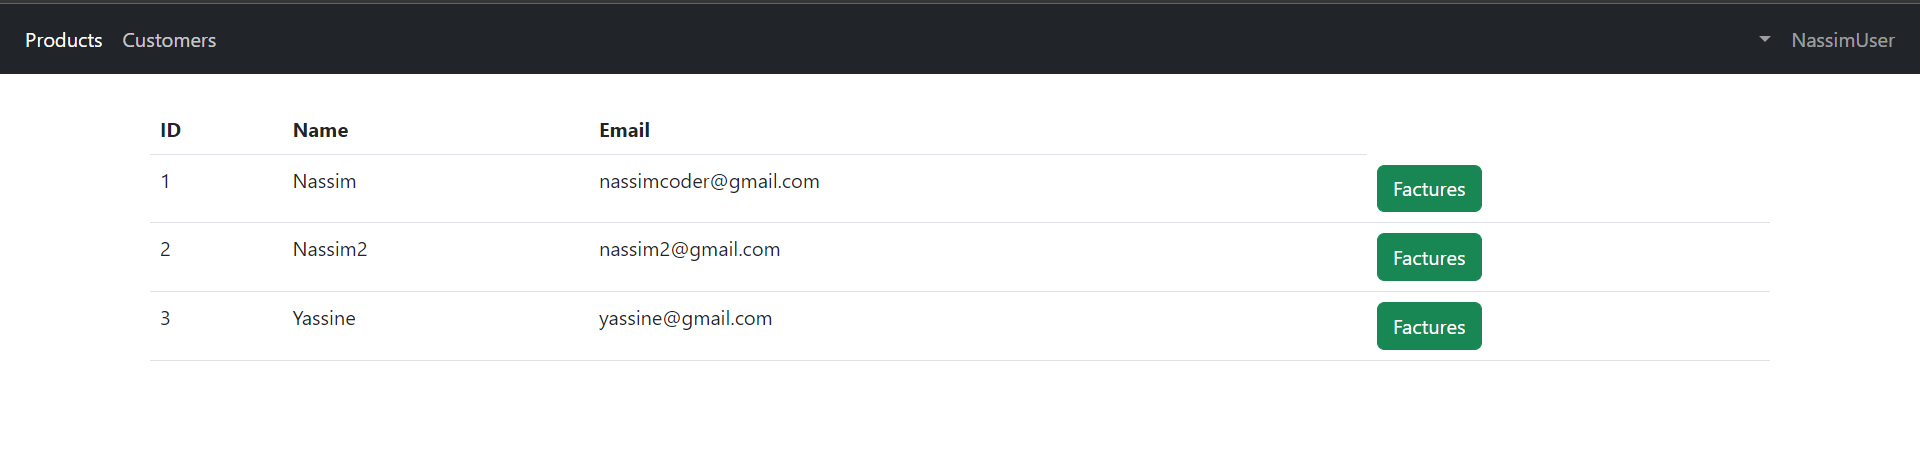 Products Customers NassimUser
ID Name Email
1 Nassim nassimcoder@gmail.com Factures
2 Nassim2 nassim2@gmail.com Factures
3 Yassine yassine@gmail.com Factures